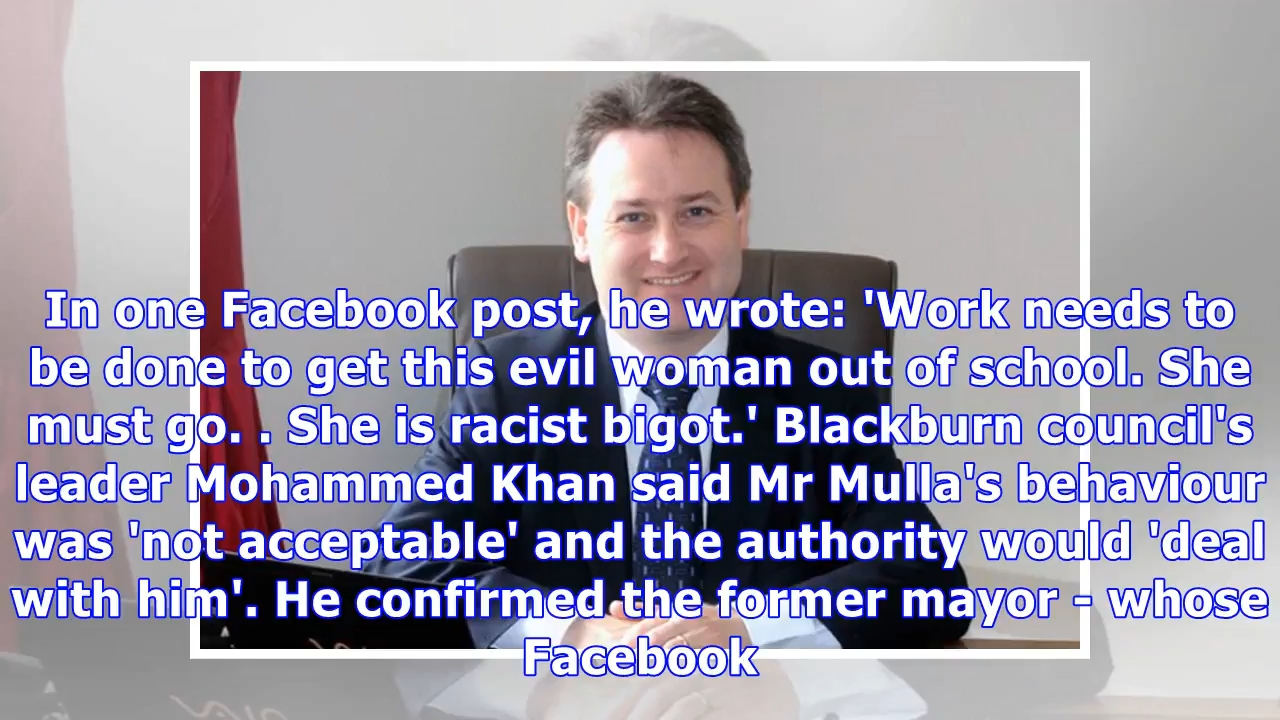 In one Facebook post, he wrote: 'Work needs to
be done to get this evil woman out of school. She
must go. . She is racist bigot.' Blackburn council's
leader Mohammed Khan said Mr Mulla's behaviour
was 'not acceptable' and the authority would 'deal
with him'. He confirmed the former mayor - whose
Facebook